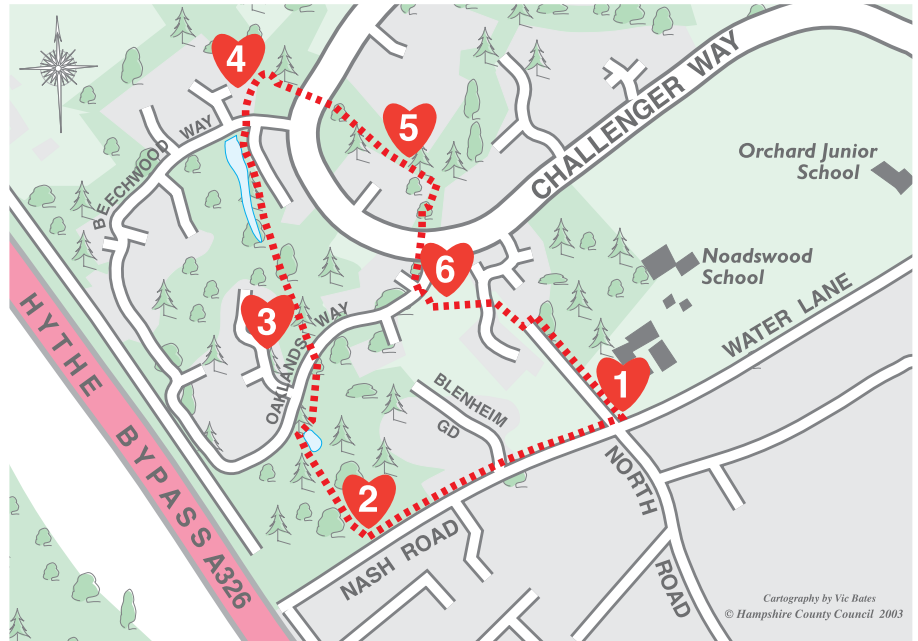 4
5
CHALLENGER WAY
BEECHWOOD WAY
Orchard Junior
School
6
Noadswood
School
3
OAKLANDS WAY
WATER LANE
HYTHE BYPASS A326
1
BLENHEIM
GD
2
NORTH ROAD
NASH ROAD
Cartography by Vic Bates
© Hampshire County Council 2003